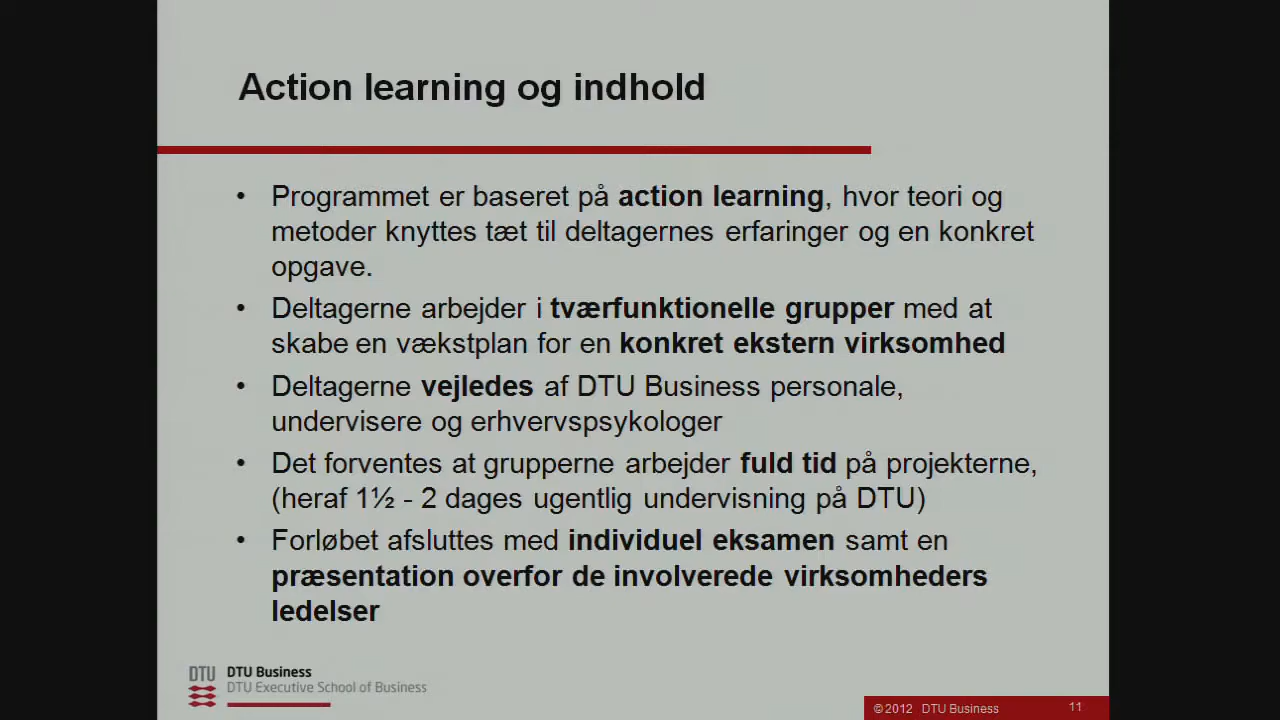 Action learning og indhold
• Programmet er baseret på action learning, hvor teori og
metoder knyttes tæt til deltagernes erfaringer og en konkret
opgave.
• Deltagerne arbejder i tværfunktionelle grupper med at
skabe en vækstplan for en konkret ekstern virksomhed
• Deltagerne vejledes af DTU Business personale,
undervisere og erhvervspsykologer
• Det forventes at grupperne arbejder fuld tid på projekterne,
(heraf 1½ - 2 dages ugentlig undervisning på DTU)
• Forløbet afsluttes med individuel eksamen samt en
præsentation overfor de involverede virksomheders
ledelser
DTU DTU Business
DTU Executive School of Business
© 2012 DTU Business 11